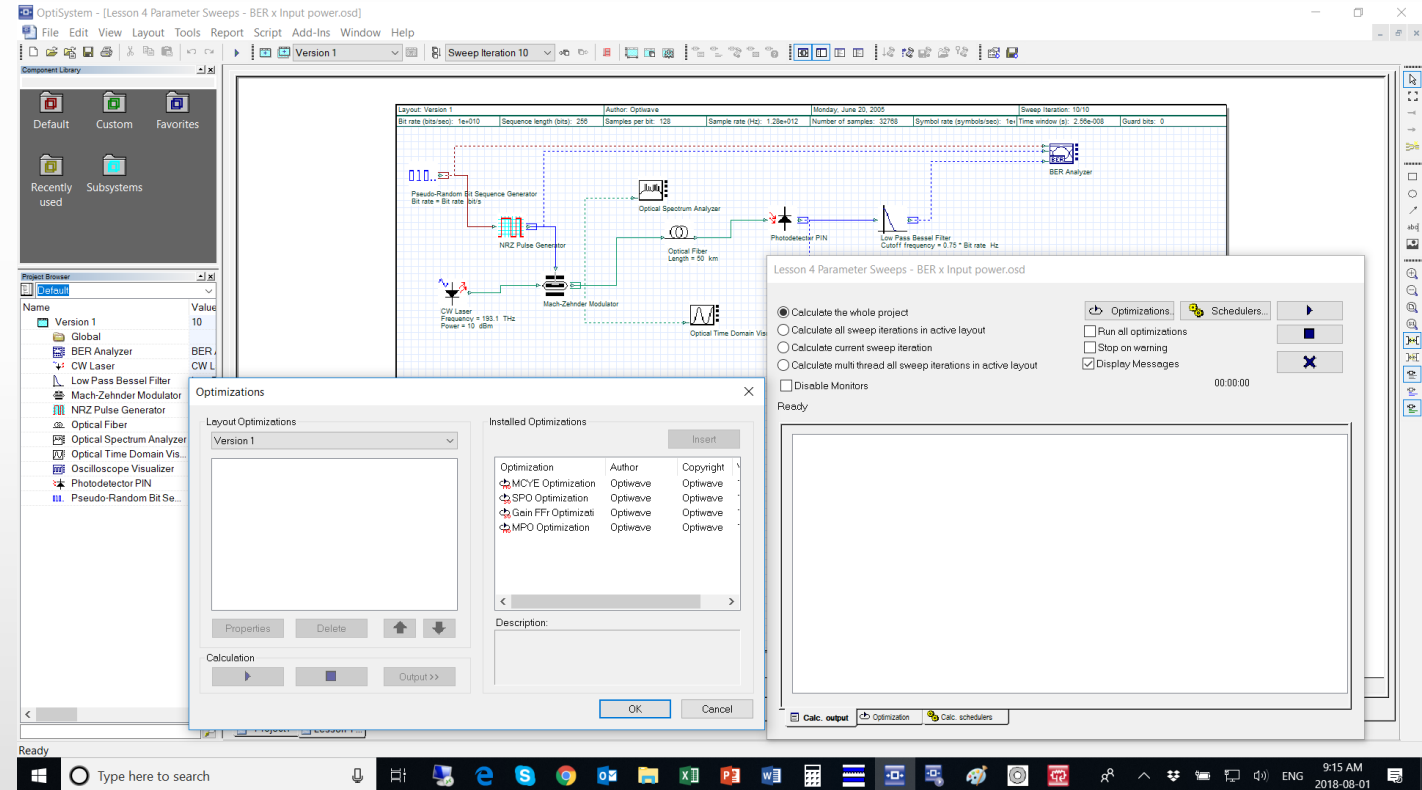 OptiSystem - [Lesson 4 Parameter Sweeps - BER x Input power.osd]
File Edit View Layout Tools Report Script Add-Ins Window Help
Version 1
Sweep Iteration 10
Component Library
Default Custom Favorites
Recently used
Subsystems
Project Browser
Default
Name Value
Version 1 10
Global
BER Analyzer BER
CW Laser CW L
Low Pass Bessel Filter
Mach-Zehnder Modulator
NRZ Pulse Generator
Optical Fiber
Optical Spectrum Analyzer
Optical Time Domain Vis...
Oscilloscope Visualizer
Photodetector PIN
Pseudo-Random Bit Se...
Layout: Version 1 Author: Optiwave Monday, June 20, 2005 Sweep Iteration: 10/10
Bit rate (bits/sec): 1e+010 Sequence length (bits): 256 Samples per bit: 128 Sample rate (Hz): 1.28e+012 Number of samples: 32768 Symbol rate (symbols/sec): 1e+ Time window (s): 2.56e-008 Guard bits: 0
BER
BER Analyzer
010..
Pseudo-Random Bit Sequence Generator
Bit rate = Bit rate bit/s
Optical Spectrum Analyzer
NRZ Pulse Generator
Optical Fiber
Length = 50 km
Photodetector PIN
Low Pass Bessel Filter
Cutoff frequency = 0.75 * Bit rate Hz
CW Laser
Frequency = 193.1 THz
Power = 10 dBm
Mach-Zehnder Modulator
Optical Time Domain Vis
Optimizations
Layout Optimizations
Version 1
Properties Delete
Calculation
Output >>
Installed Optimizations
Insert
Optimization Author Copyright
MCYE Optimization Optiwave Optiwave
SPO Optimization Optiwave Optiwave
Gain FFr Optimizati Optiwave Optiwave
MPO Optimization Optiwave Optiwave
Description:
OK Cancel
Lesson 4 Parameter Sweeps - BER x Input power.osd
Calculate the whole project
Calculate all sweep iterations in active layout
Calculate current sweep iteration
Calculate multi thread all sweep iterations in active layout
Disable Monitors
Ready
Optimizations.. Schedulers...
Run all optimizations
Stop on warning
Display Messages
00:00:00
Calc. output Optimization Calc. schedulers
abc
Ready
Type here to search
ENG
9:15 AM
2018-08-01